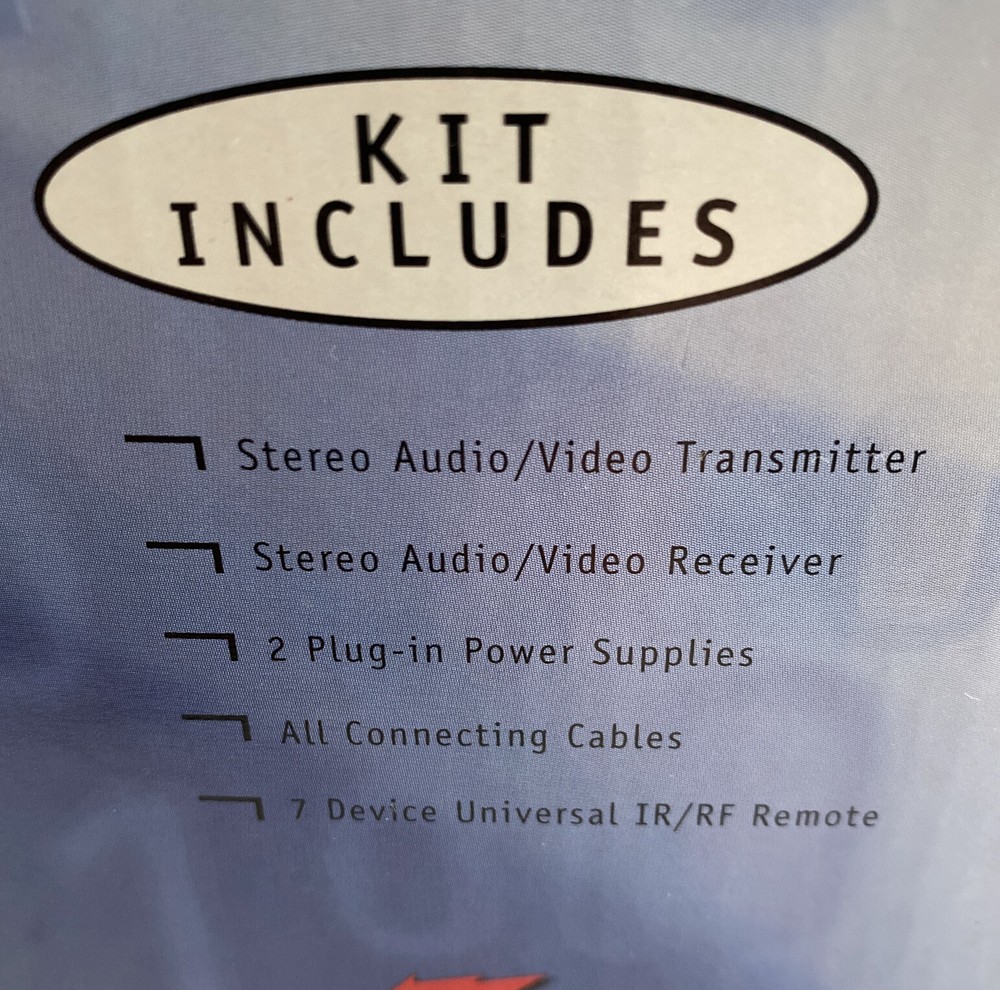 KIT
INCLUDES
Stereo Audio/Video Transmitter
Stereo Audio/Video Receiver
2 Plug-in Power Supplies
All Connecting Cables
7 Device Universal IR/RF Remote